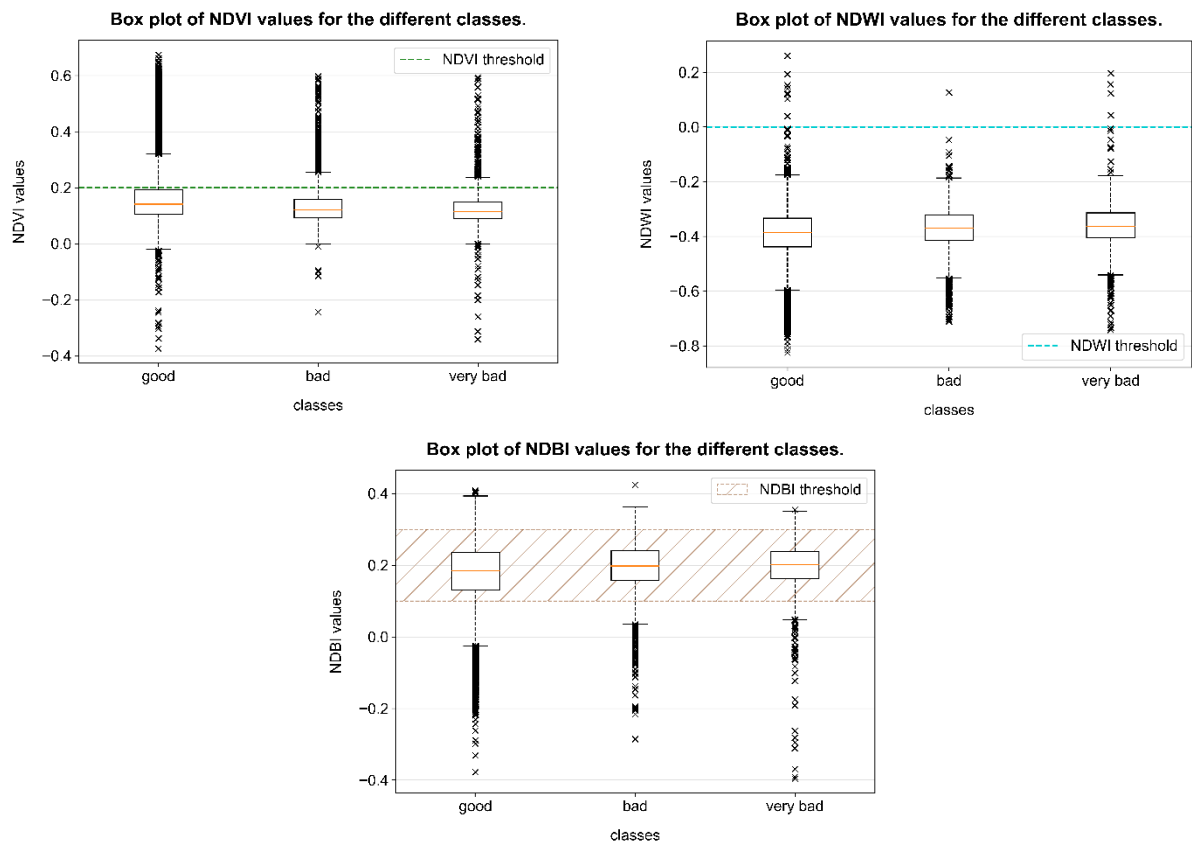 Box plot of NDVI values for the different classes.
NDVI threshold
0.6
0.4
0.2
0.0
−0.2
−0.4
NDVI values
good
bad
very bad
classes
Box plot of NDWI values for the different classes.
0.2
0.0
−0.2
−0.4
−0.6
−0.8
NDWI values
NDWI threshold
good
bad
very bad
classes
Box plot of NDBI values for the different classes.
NDBI threshold
0.4
0.2
0.0
−0.2
−0.4
NDBI values
good
bad
very bad
classes